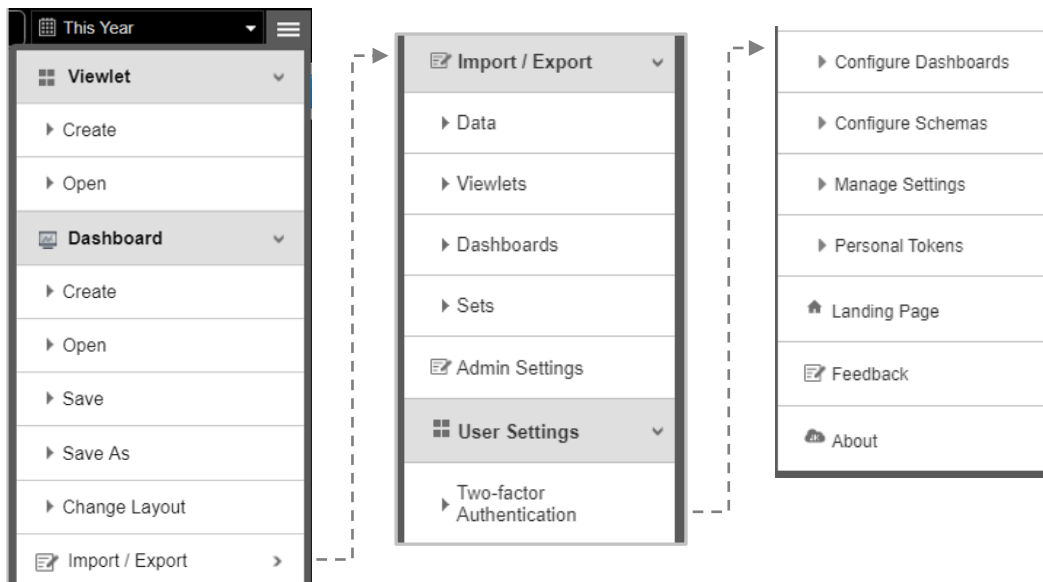 This Year
Viewlet
Create
Open
Dashboard
Create
Open
Save
Save As
Change Layout
Import / Export
Import / Export
Data
Viewlets
Dashboards
Sets
Admin Settings
User Settings
Two-factor
Authentication
Configure Dashboards
Configure Schemas
Manage Settings
Personal Tokens
Landing Page
Feedback
About